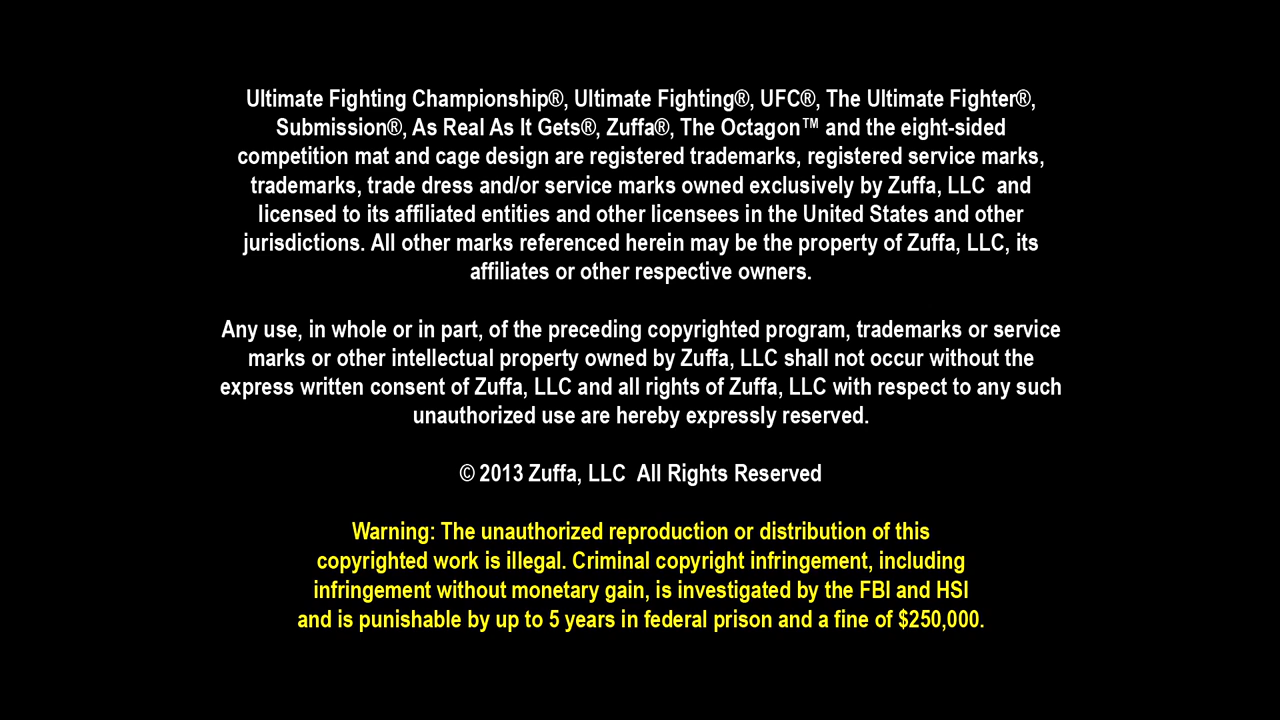 Ultimate Fighting Championship®, Ultimate Fighting®, UFC®, The Ultimate Fighter®,
Submission®, As Real As It Gets®, Zuffa®, The Octagon™ and the eight-sided
competition mat and cage design are registered trademarks, registered service marks,
trademarks, trade dress and/or service marks owned exclusively by Zuffa, LLC  and
licensed to its affiliated entities and other licensees in the United States and other
jurisdictions. All other marks referenced herein may be the property of Zuffa, LLC, its
affiliates or other respective owners.
Any use, in whole or in part, of the preceding copyrighted program, trademarks or service
marks or other intellectual property owned by Zuffa, LLC shall not occur without the
express written consent of Zuffa, LLC and all rights of Zuffa, LLC with respect to any such
unauthorized use are hereby expressly reserved.
© 2013 Zuffa, LLC  All Rights Reserved
Warning: The unauthorized reproduction or distribution of this
copyrighted work is illegal. Criminal copyright infringement, including
infringement without monetary gain, is investigated by the FBI and HSI
and is punishable by up to 5 years in federal prison and a fine of $250,000.